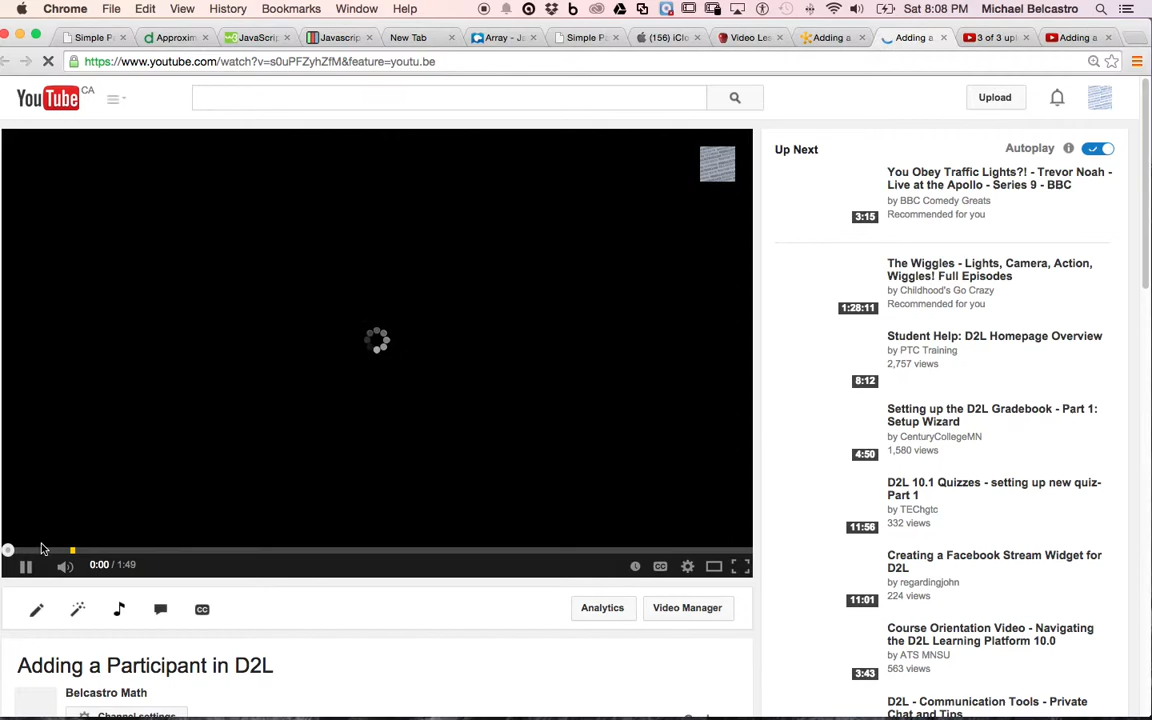 Chrome File Edit View History Bookmarks Window Help Sat 8:08 PM Michael Belcastro
Simple P Approxim JavaScrip Javascrip New Tab Array - J Simple Pa (156) iClo Video Les Adding a Adding a 3 of 3 upl Adding a
https://www.youtube.com/watch?v=s0uPFZyhZfM&feature=youtu.be
YouTube CA Upload
Up Next Autoplay
You Obey Traffic Lights?! - Trevor Noah -
Live at the Apollo - Series 9 - BBC
by BBC Comedy Greats
3:15 Recommended for you
The Wiggles - Lights, Camera, Action,
Wiggles! Full Episodes
by Childhood's Go Crazy
1:28:11 Recommended for you
Student Help: D2L Homepage Overview
by PTC Training
2,757 views
8:12
Setting up the D2L Gradebook - Part 1:
Setup Wizard
by CenturyCollegeMN
4:50 1,580 views
D2L 10.1 Quizzes - setting up new quiz-
Part 1
by TEChgtc
11:56 332 views
Creating a Facebook Stream Widget for
D2L
by regardingjohn
11:01 224 views
Course Orientation Video - Navigating
the D2L Learning Platform 10.0
by ATS MNSU
3:43 563 views
D2L - Communication Tools - Private
Chat and Tips
0:00 / 1:49 CC
CC Analytics Video Manager
Adding a Participant in D2L
Belcastro Math
Channel settings